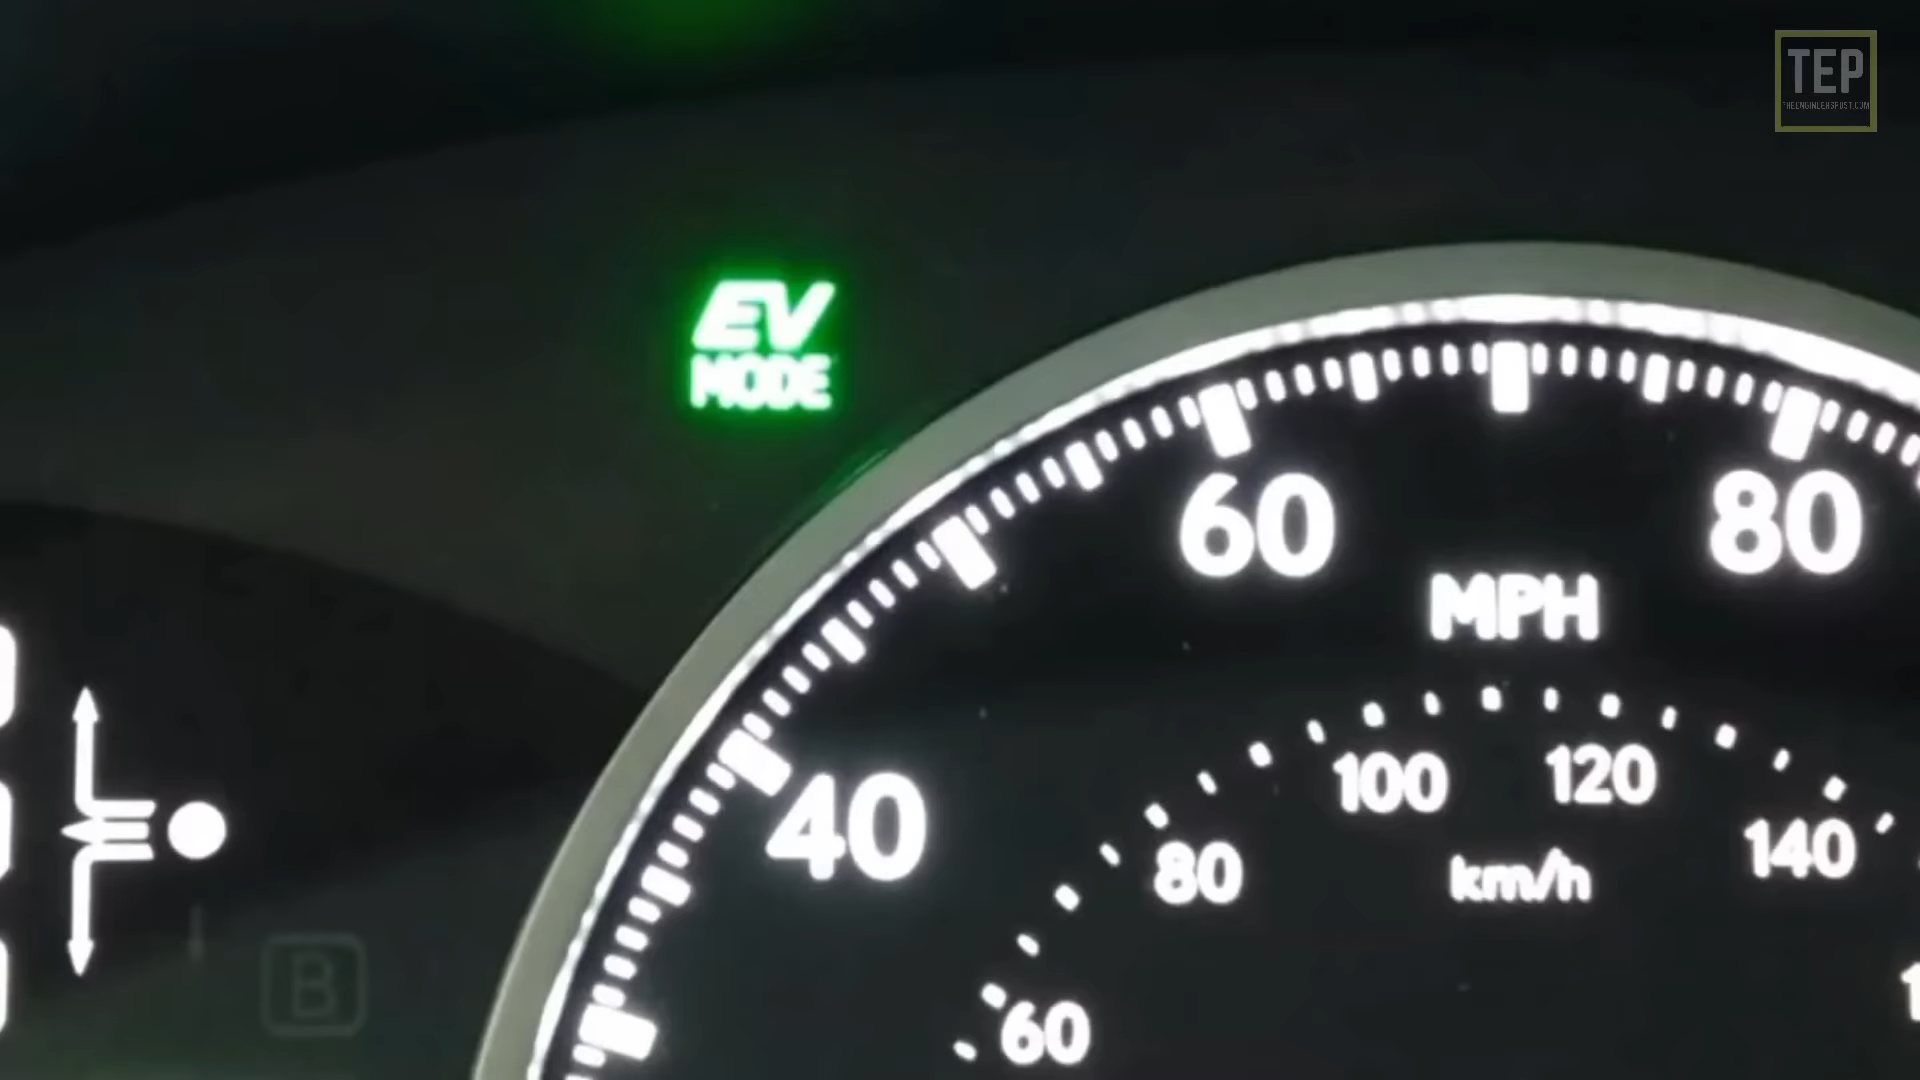 TEP
THEENGINEERSPOST.COM
EV
MODE
60
80
MPH
40
100
120
80
140
km/h
B
60